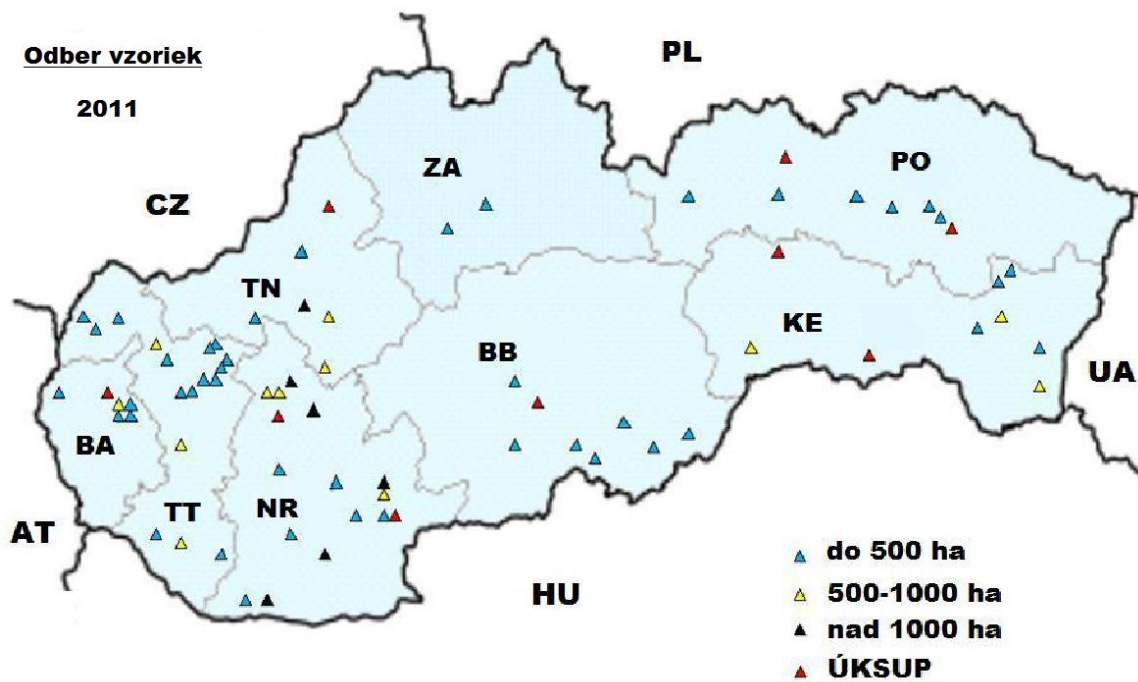 Odber vzoriek
2011
PL
CZ
ZA
PO
TN
KE
BB
UA
BA
TT
NR
AT
HU
do 500 ha
500-1000 ha
nad 1000 ha
ÚKSUP